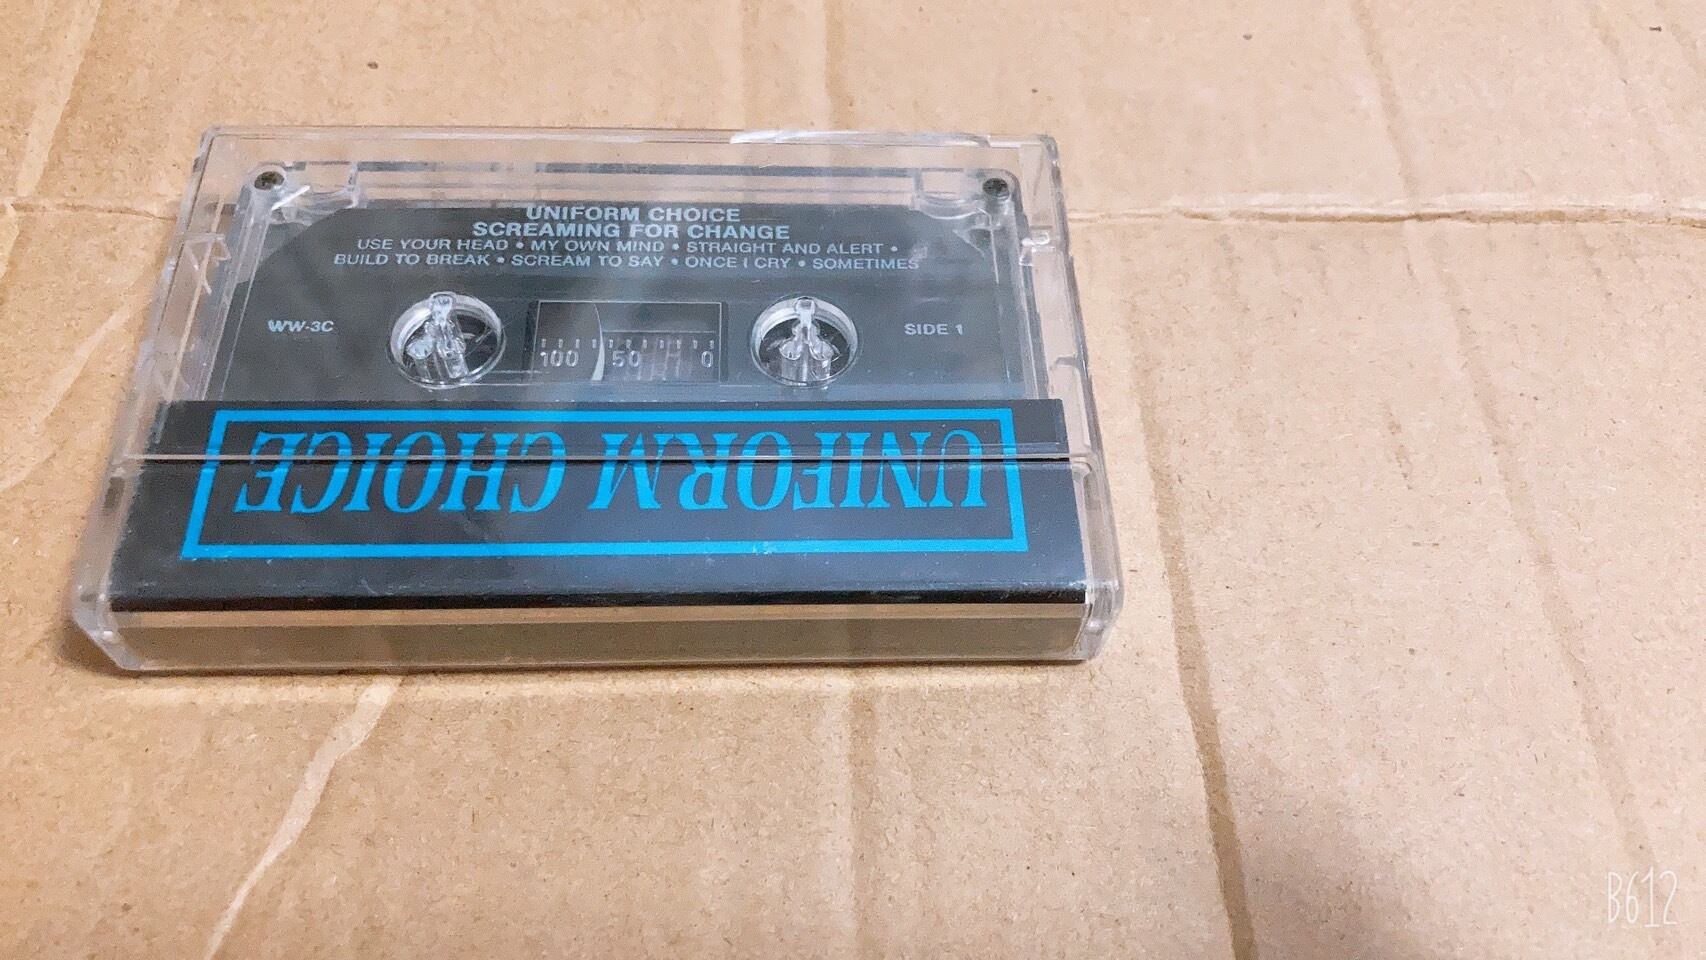 UNIFORM CHOICE
SCREAMING FOR CHANGE
USE YOUR HEAD • MY OWN MIND • STRAIGHT AND ALERT •
BUILD TO BREAK • SCREAM TO SAY • ONCE I CRY • SOMETIMES
WW-3C
SIDE 1
100 50 0
UNIFORM CHOICE
B612